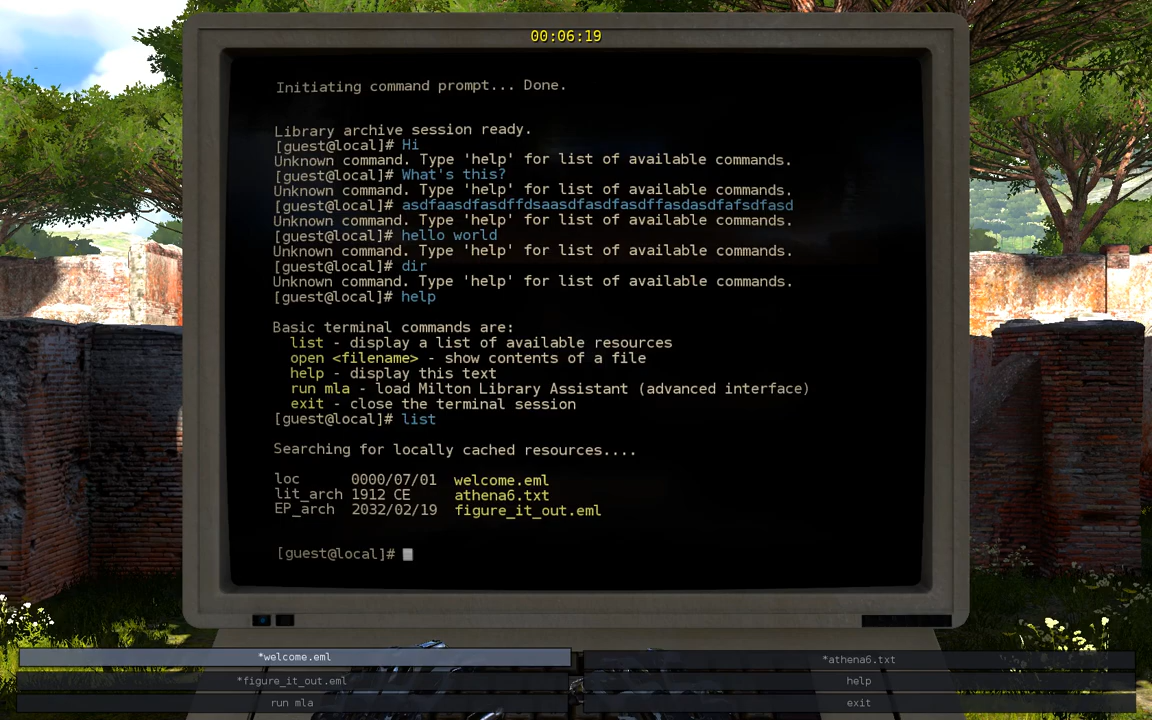 00:06:19
Initiating command prompt... Done.
Library archive session ready.
[guest@local]# Hi
Unknown command. Type 'help' for list of available commands.
[guest@local]# What's this?
Unknown command. Type 'help' for list of available commands.
[guest@local]# asdfaasdfasdffdsaasdfasdfasdffasdasdfafsdfasd
Unknown command. Type 'help' for list of available commands.
[guest@local]# hello world
Unknown command. Type 'help' for list of available commands.
[guest@local]# dir
Unknown command. Type 'help' for list of available commands.
[guest@local]# help
Basic terminal commands are:
list - display a list of available resources
open <filename> - show contents of a file
help - display this text
run mla - load Milton Library Assistant (advanced interface)
exit - close the terminal session
[guest@local]# list
Searching for locally cached resources....
loc 0000/07/01 welcome.eml
lit_arch 1912 CE athena6.txt
EP_arch 2032/02/19 figure_it_out.eml
[guest@local]#
*welcome.eml *athena6.txt
*figure_it_out.eml help
run mla exit